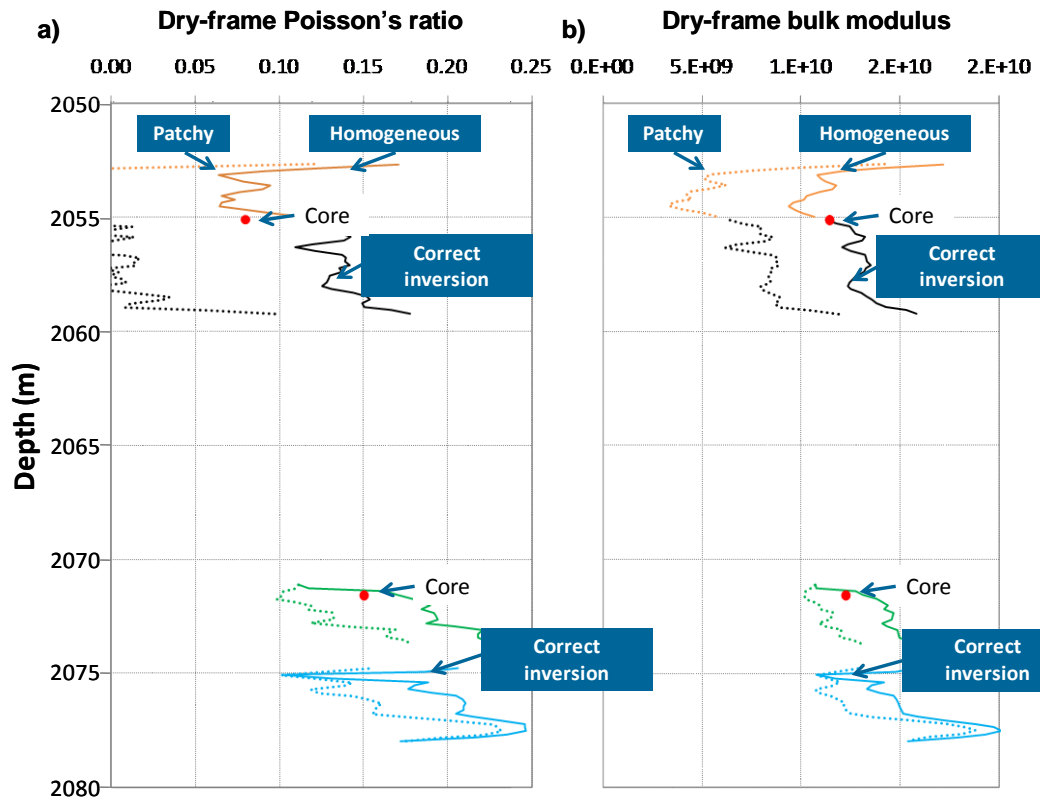 a)
Dry-frame Poisson’s ratio
0.00 0.05 0.10 0.15 0.20 0.25
b)
Dry-frame bulk modulus
0.E+00 5.E+09 1.E+10 2.E+10 2.E+10
Depth (m)
2050
2055
2060
2065
2070
2075
2080
Patchy
Homogeneous
Core
Correct
inversion
Core
Correct
inversion
Patchy
Homogeneous
Core
Correct
inversion
Core
Correct
inversion